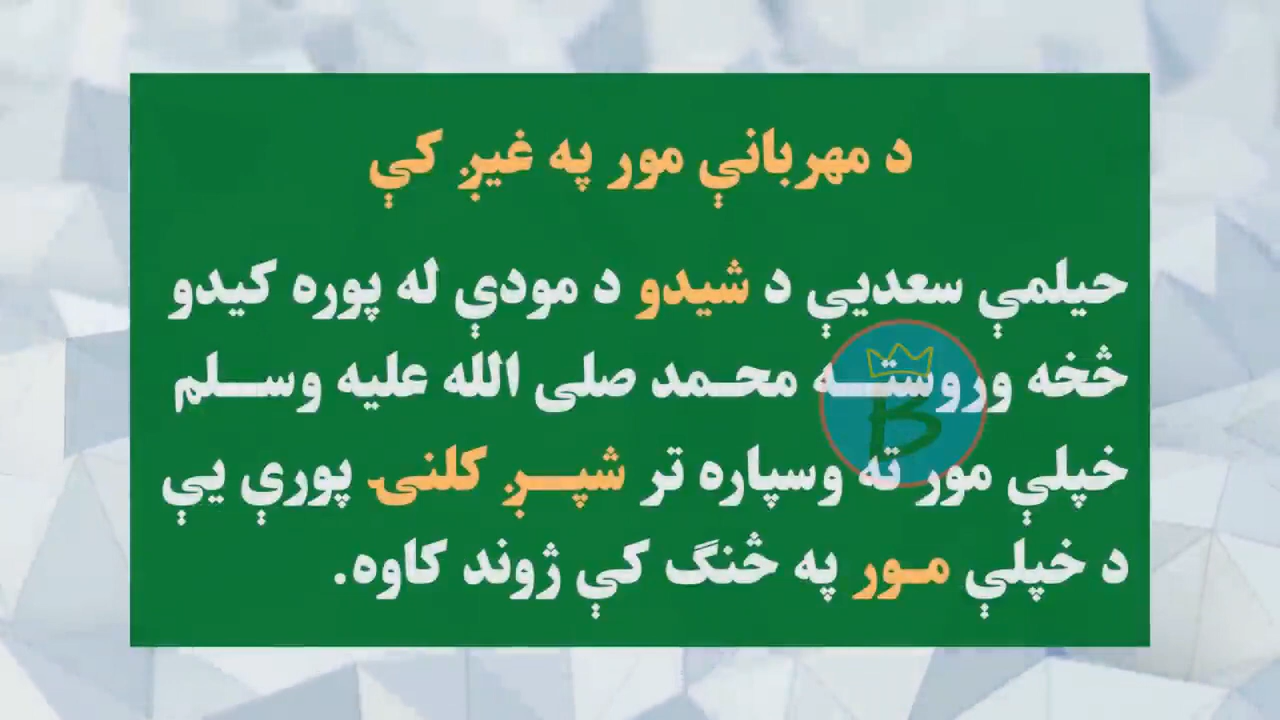 د مهربانې مور په غیږ کې
حیلمې سعدیې د شیدو د مودې له پوره کیدو
څخه وروسته محمد صلی الله علیه وسلم
خپلې مور ته وسپاره تر شپږ کلنۍ پورې یې
د خپلې مور په څنګ کې ژوند کاوه.
B